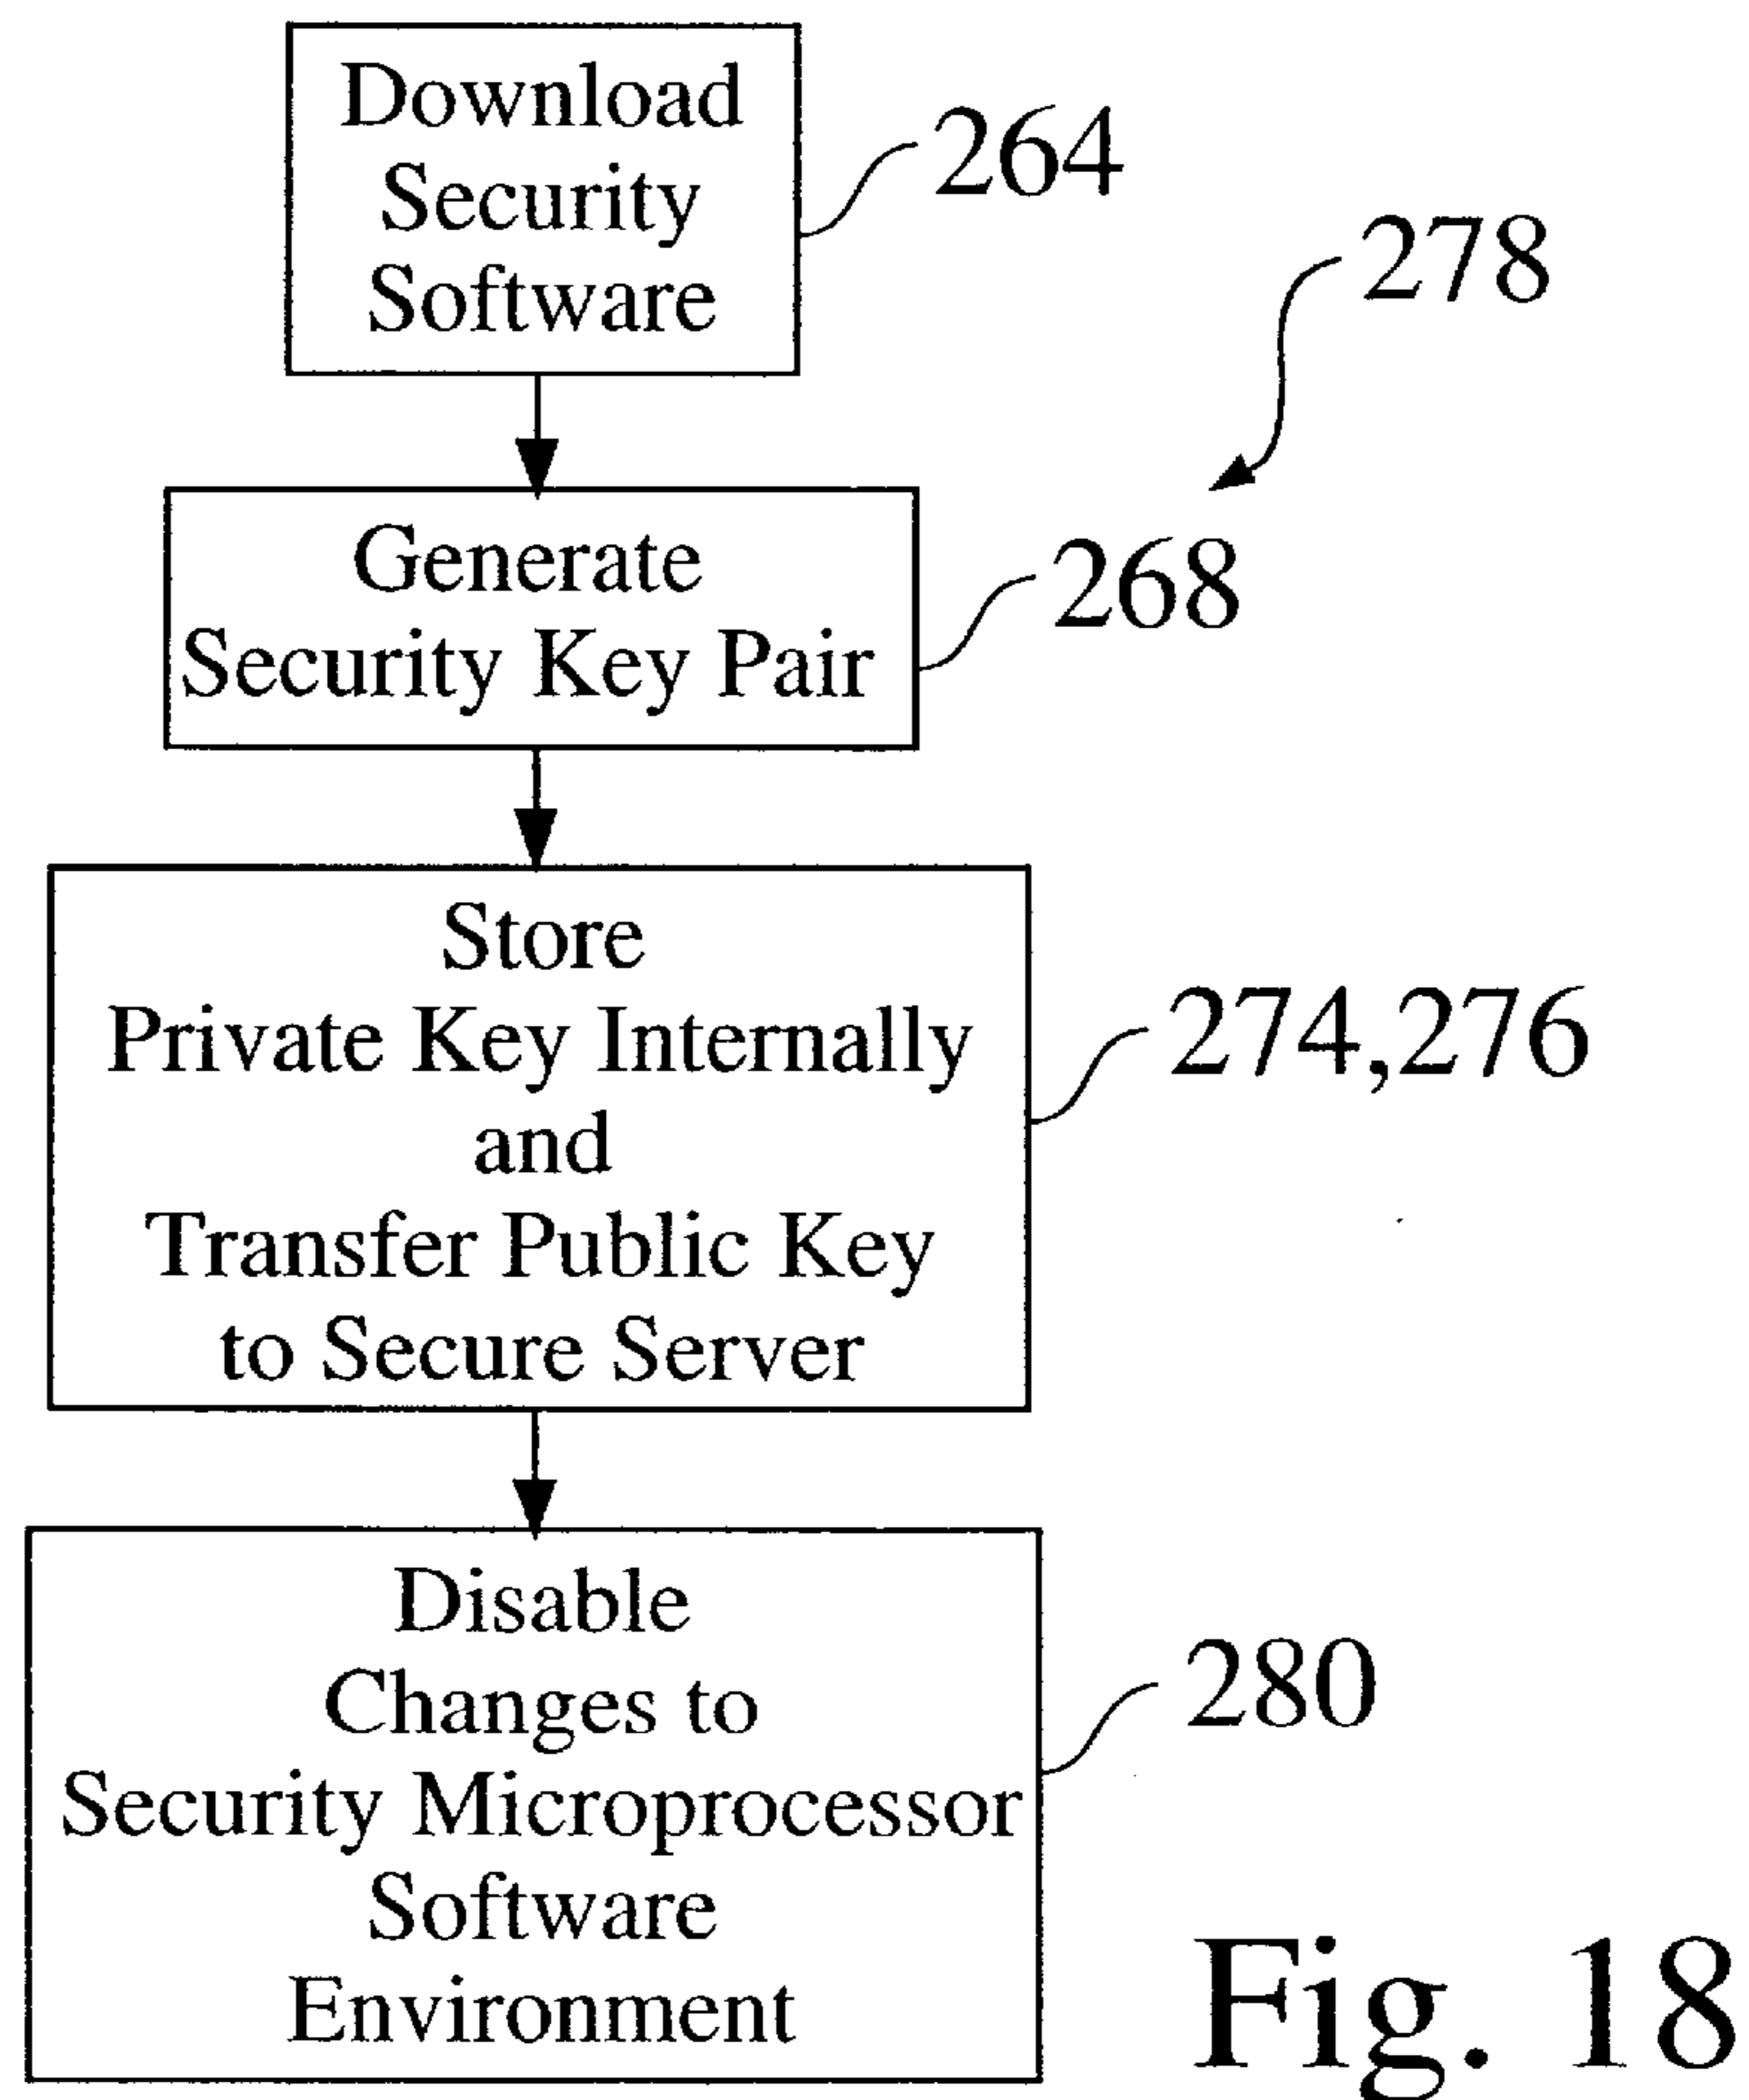 Download
Security
Software
264
278
Generate
Security Key Pair
268
Store
Private Key Internally
and
Transfer Public Key
to Secure Server
274,276
Disable
Changes to
Security Microprocessor
Software
Environment
280
Fig. 18